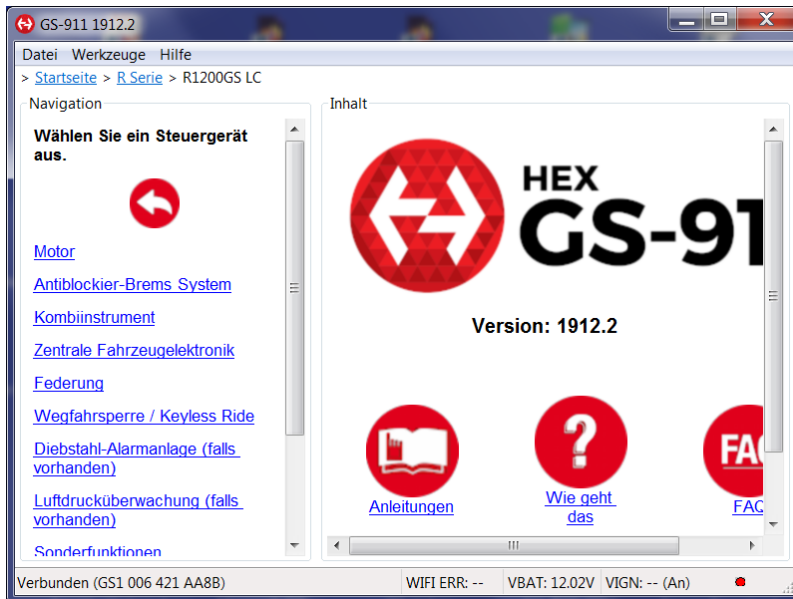 GS-911 1912.2
Datei Werkzeuge Hilfe
> Startseite > R Serie > R1200GS LC
Navigation
Wählen Sie ein Steuergerät
aus.
Motor
Antiblockier-Brems System
Kombiinstrument
Zentrale Fahrzeugelektronik
Federung
Wegfahrsperre / Keyless Ride
Diebstahl-Alarmanlage (falls
vorhanden)
Luftdrucküberwachung (falls
vorhanden)
Sonderfunktionen
Inhalt
HEX
GS-91
Version: 1912.2
Anleitungen
Wie geht
das
FA
FAQ
Verbunden (GS1 006 421 AA8B)
WIFI ERR: --
VBAT: 12.02V
VIGN: -- (An)